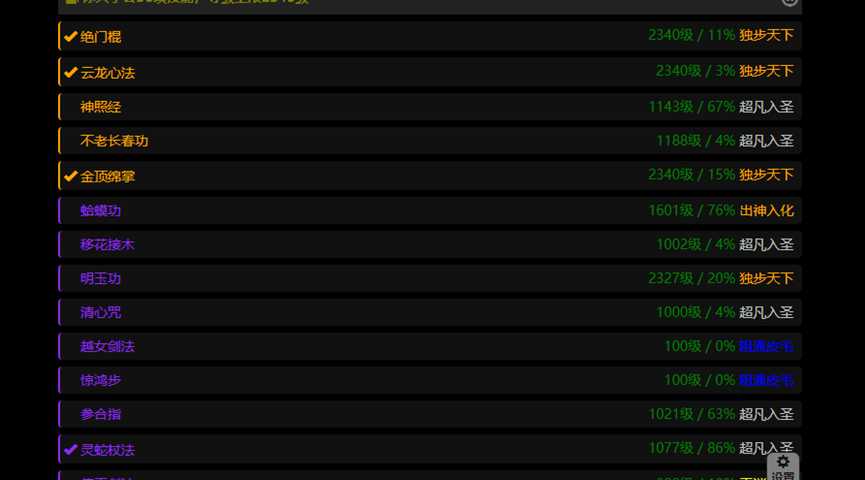 绝门棍 2340级 / 11% 独步天下
云龙心法 2340级 / 3% 独步天下
神照经 1143级 / 67% 超凡入圣
不老长春功 1188级 / 4% 超凡入圣
金顶绵掌 2340级 / 15% 独步天下
蛤蟆功 1601级 / 76% 出神入化
移花接木 1002级 / 4% 超凡入圣
明玉功 2327级 / 20% 独步天下
清心咒 1000级 / 4% 超凡入圣
越女剑法 100级 / 0% 粗通皮毛
惊鸿步 100级 / 0% 粗通皮毛
参合指 1021级 / 63% 超凡入圣
灵蛇杖法 1077级 / 86% 超凡入圣
设置